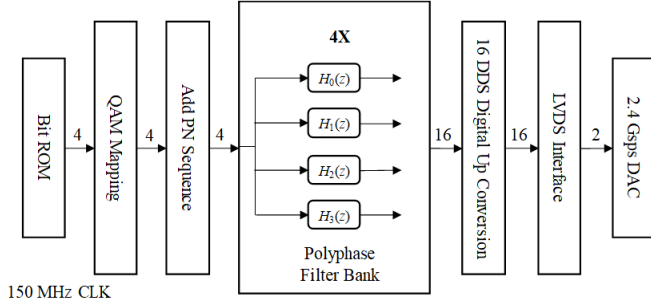 Bit ROM
4
QAM Mapping
4
Add PN Sequence
4
4X
H₀(z)
H₁(z)
H₂(z)
H₃(z)
Polyphase
Filter Bank
16
16 DDS Digital Up Conversion
16
LVDS Interface
2
2.4 Gsps DAC
150 MHz CLK